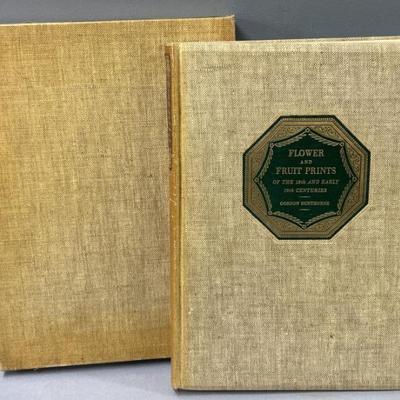 FLOWER
AND
FRUIT PRINTS
OF THE 18th AND EARLY
19th CENTURIES
GORDON DUNTHORNE